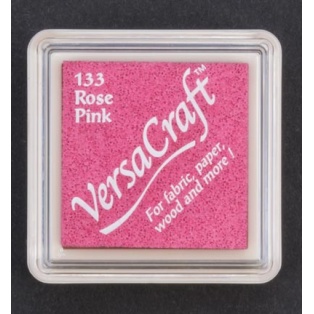 133
Rose
Pink
VersaCraft™
For fabric, paper,
wood and more !